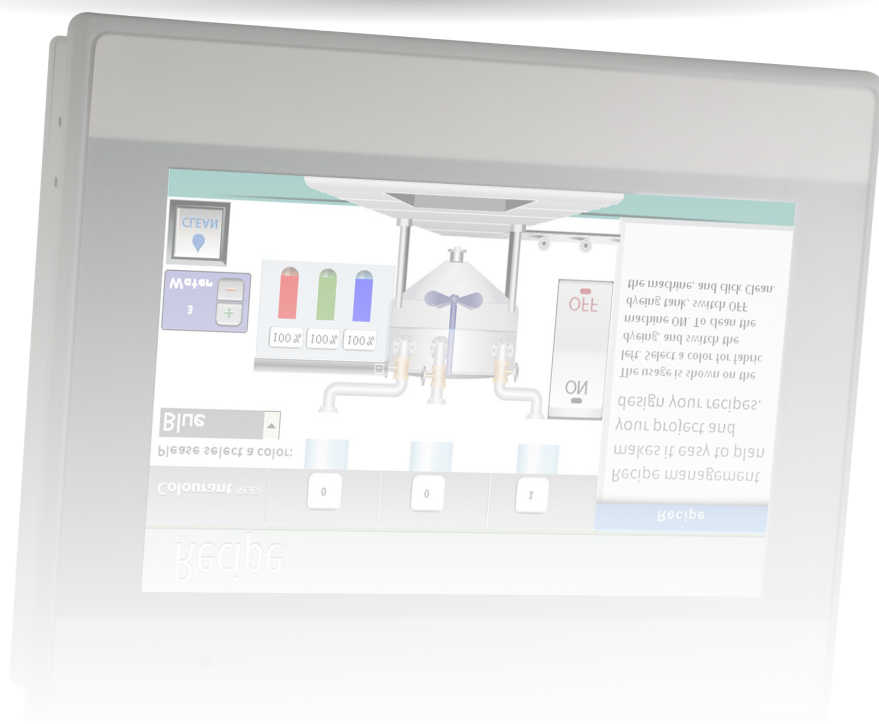 Recipe
Colourant
0
0
1
Please select a color:
Blue
100 %
100 %
100 %
3
Water
CLEAN
ON
OFF
Recipe
Recipe management
makes it easy to plan
your project and
design your recipes.
The usage is shown on the
left. Select a color for fabric
dyeing, and switch the
machine ON. To clean the
dyeing tank, switch OFF
the machine, and click Clean.